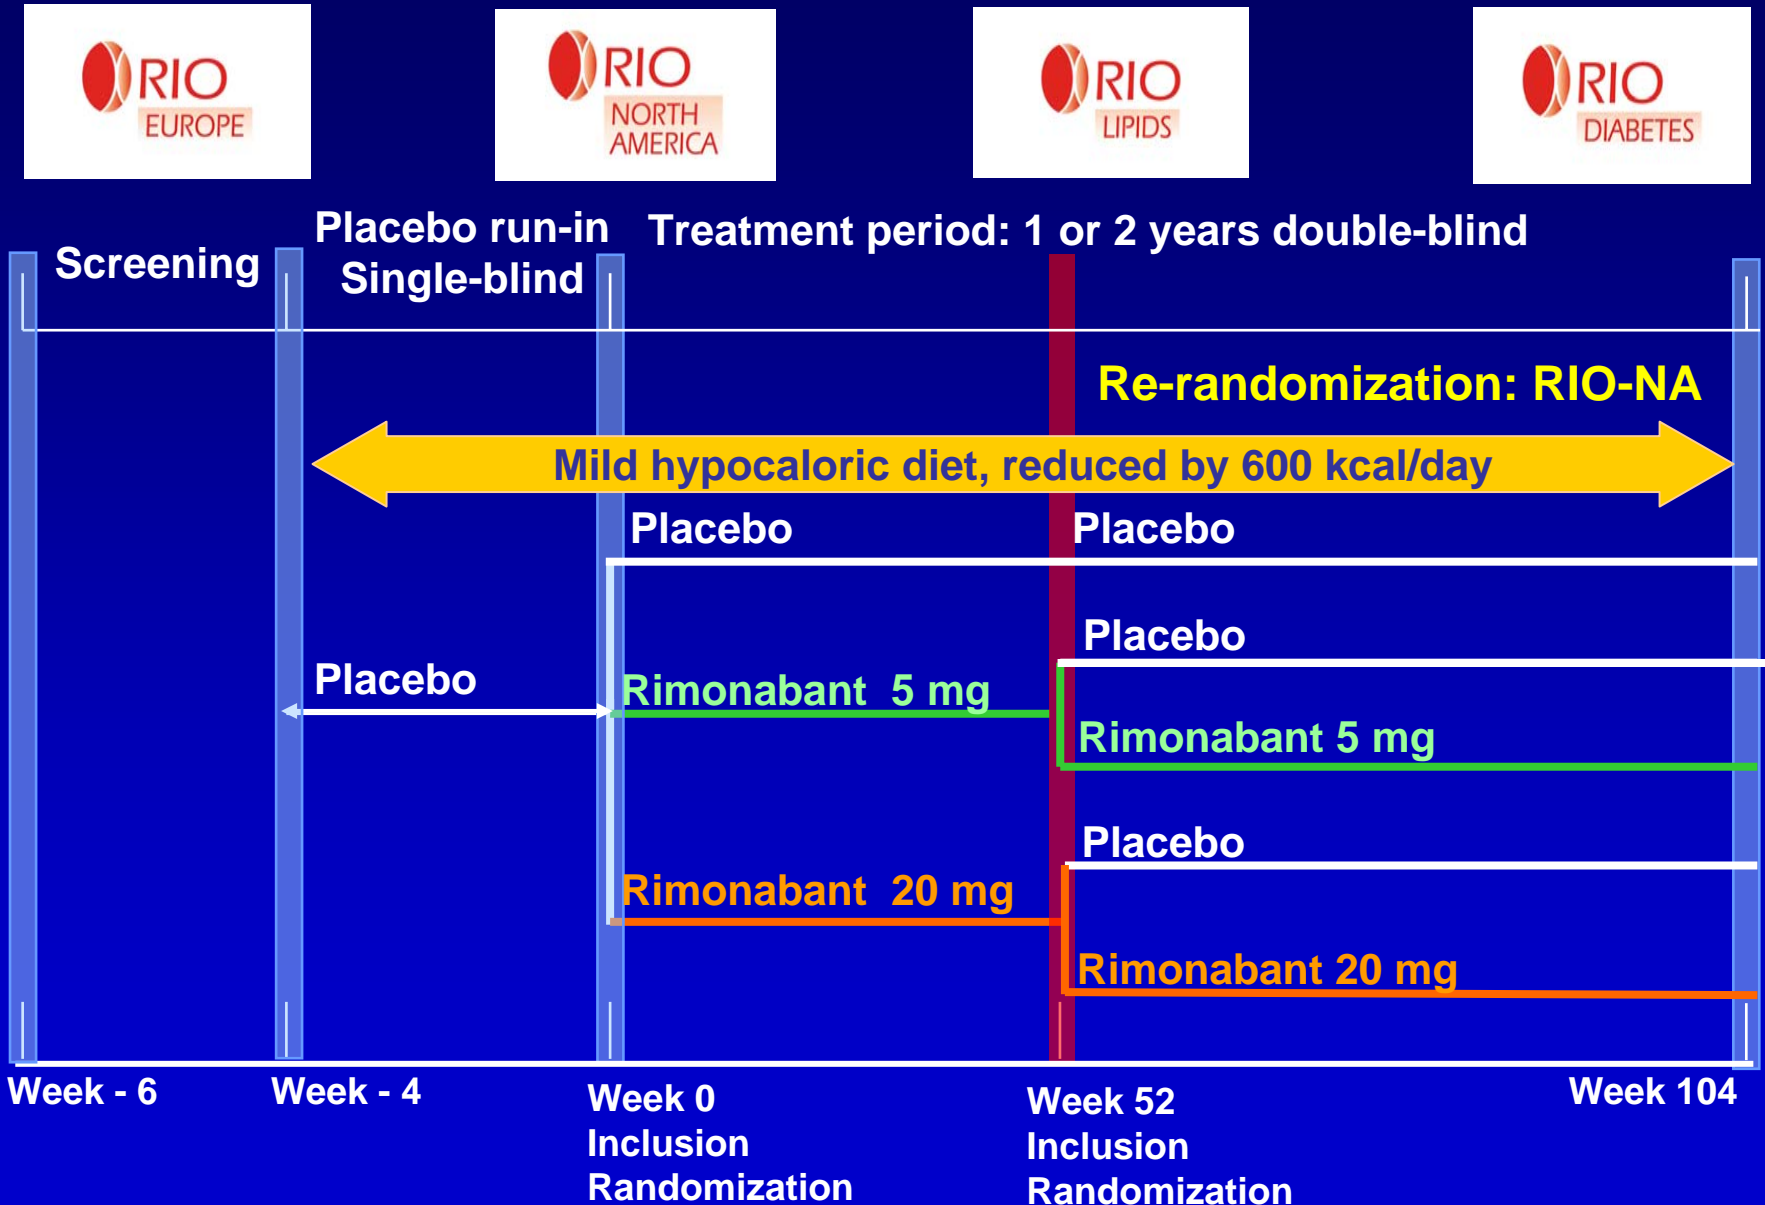 RIO
EUROPE
RIO
NORTH
AMERICA
RIO
LIPIDS
RIO
DIABETES
Screening
Placebo run-in
Single-blind
Treatment period: 1 or 2 years double-blind
Re-randomization: RIO-NA
Mild hypocaloric diet, reduced by 600 kcal/day
Placebo
Placebo
Placebo
Placebo
Rimonabant  5 mg
Rimonabant 5 mg
Placebo
Rimonabant  20 mg
Rimonabant 20 mg
Week - 6
Week - 4
Week 0
Inclusion
Randomization
Week 52
Inclusion
Randomization
Week 104